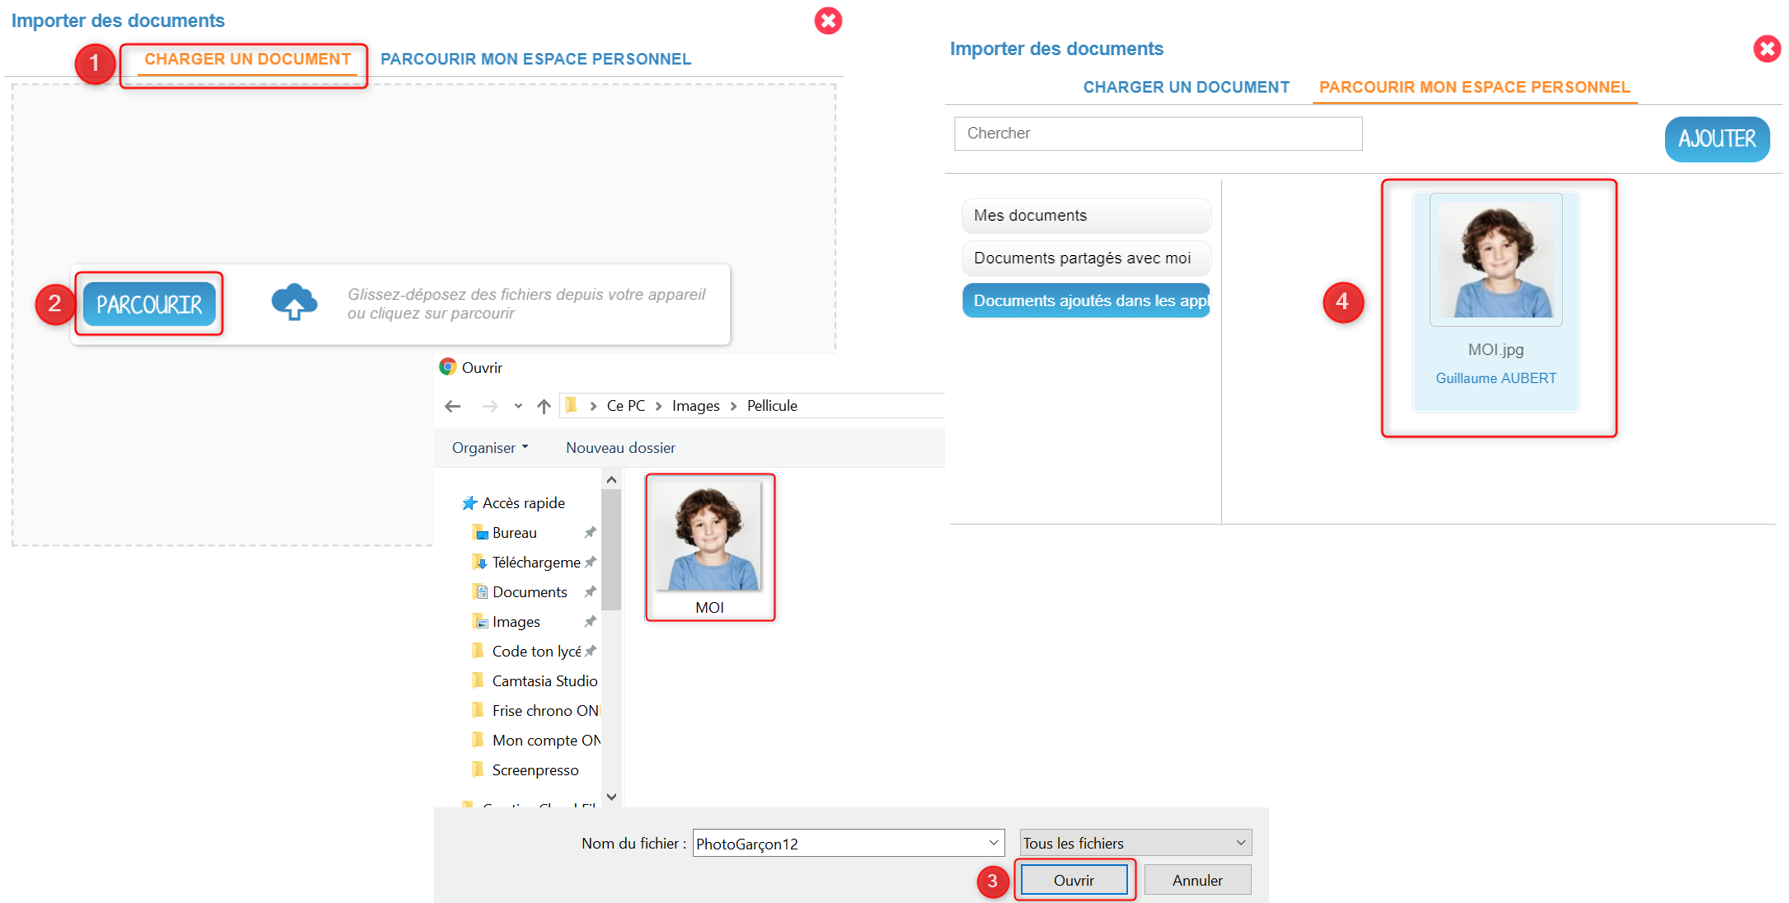 Importer des documents
1
CHARGER UN DOCUMENT
PARCOURIR MON ESPACE PERSONNEL
2
PARCOURIR
Glissez-déposez des fichiers depuis votre appareil
ou cliquez sur parcourir
Ouvrir
Ce PC > Images > Pellicule
Organiser
Nouveau dossier
Accès rapide
Bureau
Téléchargeme
Documents
Images
Code ton lycé
Camtasia Studio
Frise chrono ON
Mon compte ON
Screenpresso
MOI
Nom du fichier :
PhotoGarçon12
Tous les fichiers
3
Ouvrir
Annuler
Importer des documents
CHARGER UN DOCUMENT
PARCOURIR MON ESPACE PERSONNEL
Chercher
AJOUTER
Mes documents
Documents partagés avec moi
Documents ajoutés dans les appl
4
MOI.jpg
Guillaume AUBERT